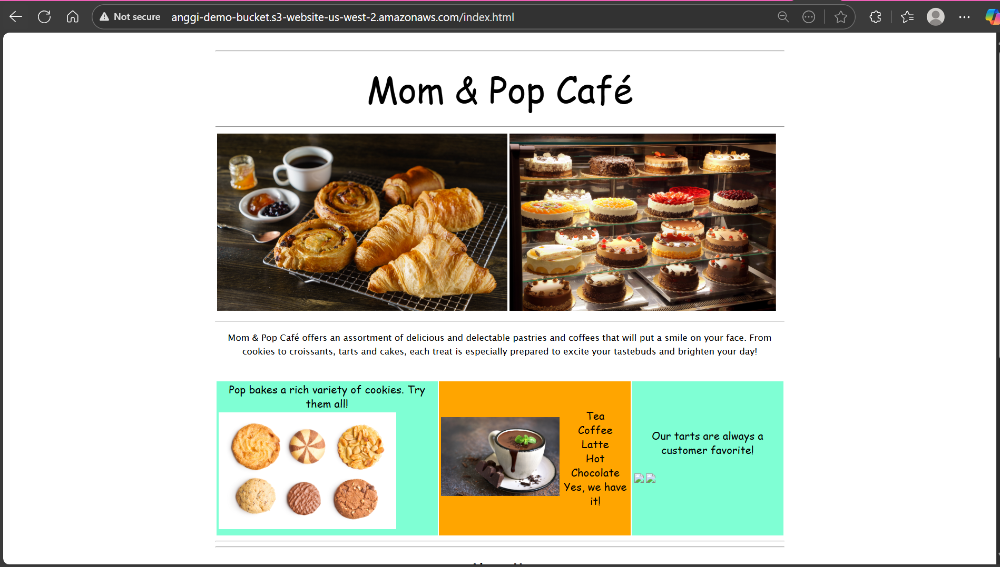 Not secure anggi-demo-bucket.s3-website-us-west-2.amazonaws.com/index.html
Mom & Pop Café
Mom & Pop Café offers an assortment of delicious and delectable pastries and coffees that will put a smile on your face. From
cookies to croissants, tarts and cakes, each treat is especially prepared to excite your tastebuds and brighten your day!
Pop bakes a rich variety of cookies. Try
them all!
Tea
Coffee
Latte
Hot
Chocolate
Yes, we have
it!
Our tarts are always a
customer favorite!